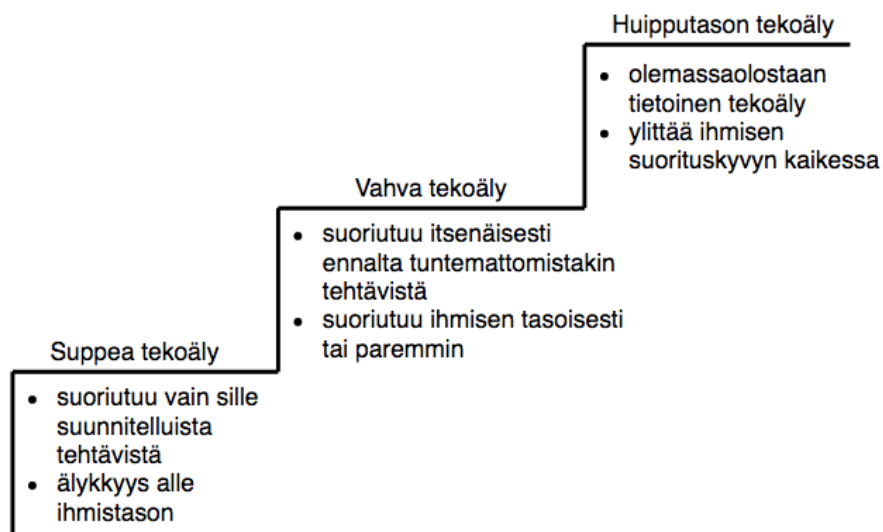 Huipputason tekoäly
• olemassaolostaan
tietoinen tekoäly
• ylittää ihmisen
suorituskyvyn kaikessa
Vahva tekoäly
• suoriutuu itsenäisesti
ennalta tuntemattomistakin
tehtävistä
• suoriutuu ihmisen tasoisesti
tai paremmin
Suppea tekoäly
• suoriutuu vain sille
suunnitelluista
tehtävistä
• älykkyys alle
ihmistason